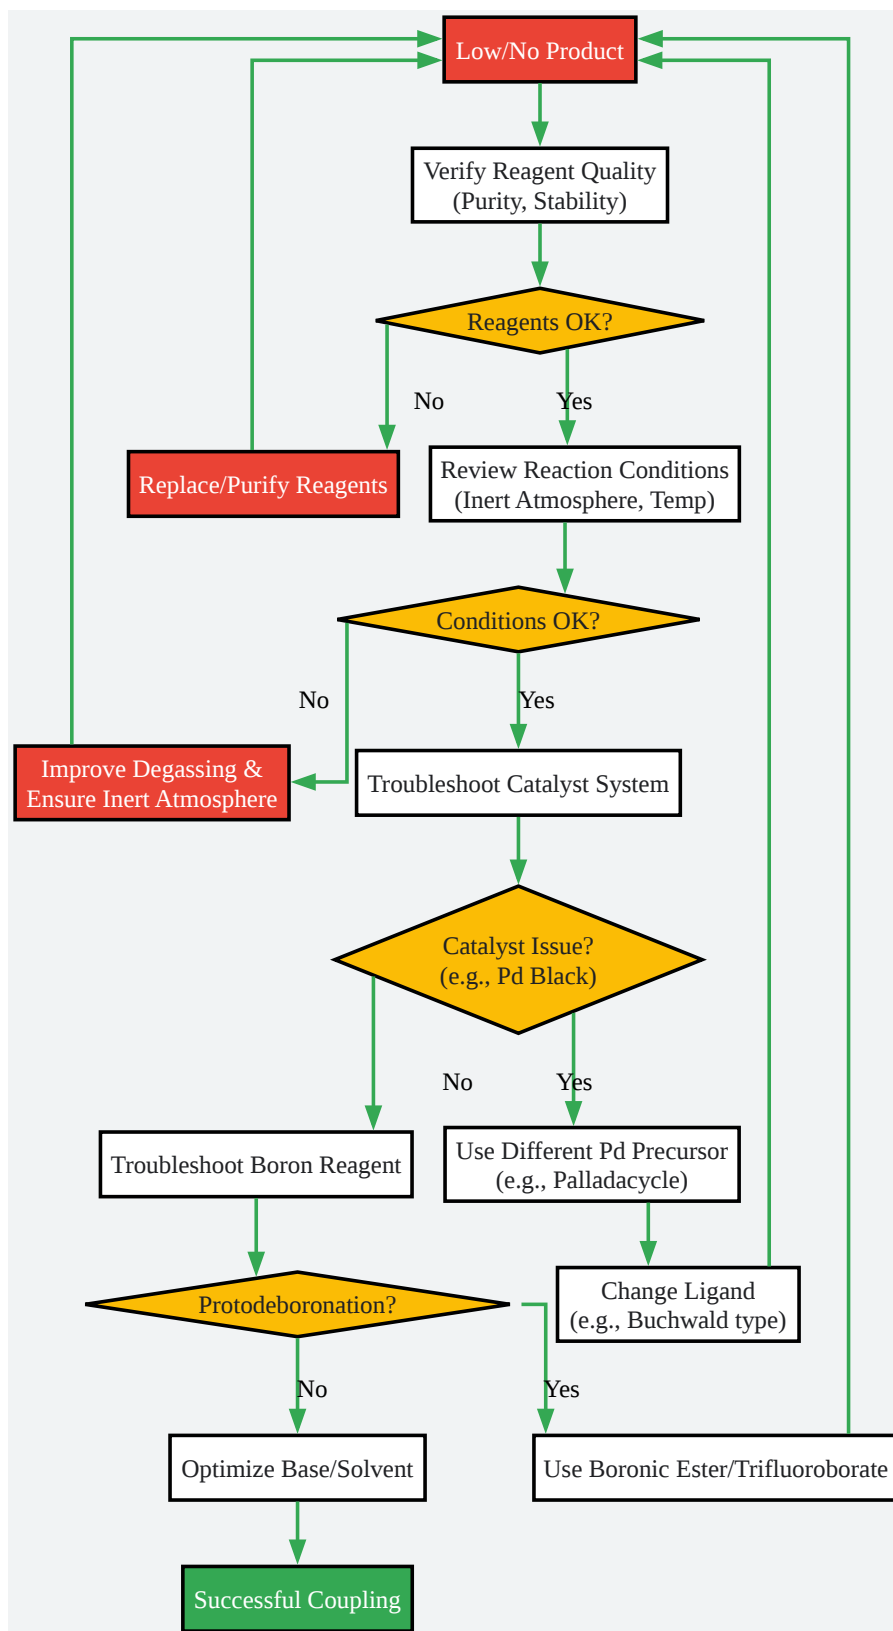 Low/No Product
Verify Reagent Quality
(Purity, Stability)
Reagents OK?
No
Yes
Replace/Purify Reagents
Review Reaction Conditions
(Inert Atmosphere, Temp)
Conditions OK?
No
Yes
Improve Degassing &
Ensure Inert Atmosphere
Troubleshoot Catalyst System
Catalyst Issue?
(e.g., Pd Black)
No
Yes
Troubleshoot Boron Reagent
Use Different Pd Precursor
(e.g., Palladacycle)
Protodeboronation?
Change Ligand
(e.g., Buchwald type)
No
Yes
Optimize Base/Solvent
Use Boronic Ester/Trifluoroborate
Successful Coupling